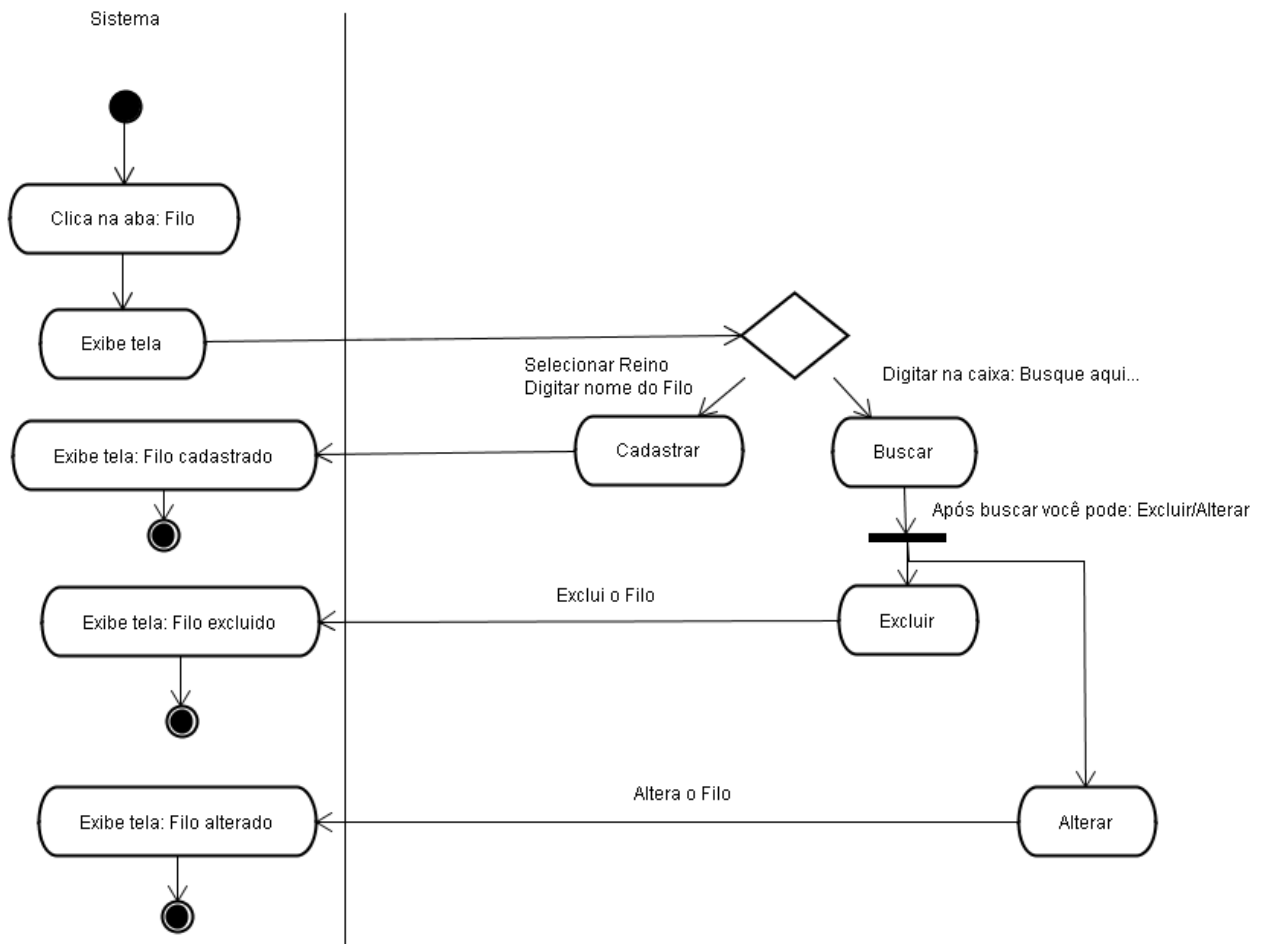 Sistema
Clica na aba: Filo
Exibe tela
Selecionar Reino
Digitar nome do Filo
Digitar na caixa: Busque aqui...
Exibe tela: Filo cadastrado
Cadastrar
Buscar
Após buscar você pode: Excluir/Alterar
Exclui o Filo
Exibe tela: Filo excluido
Excluir
Altera o Filo
Exibe tela: Filo alterado
Alterar